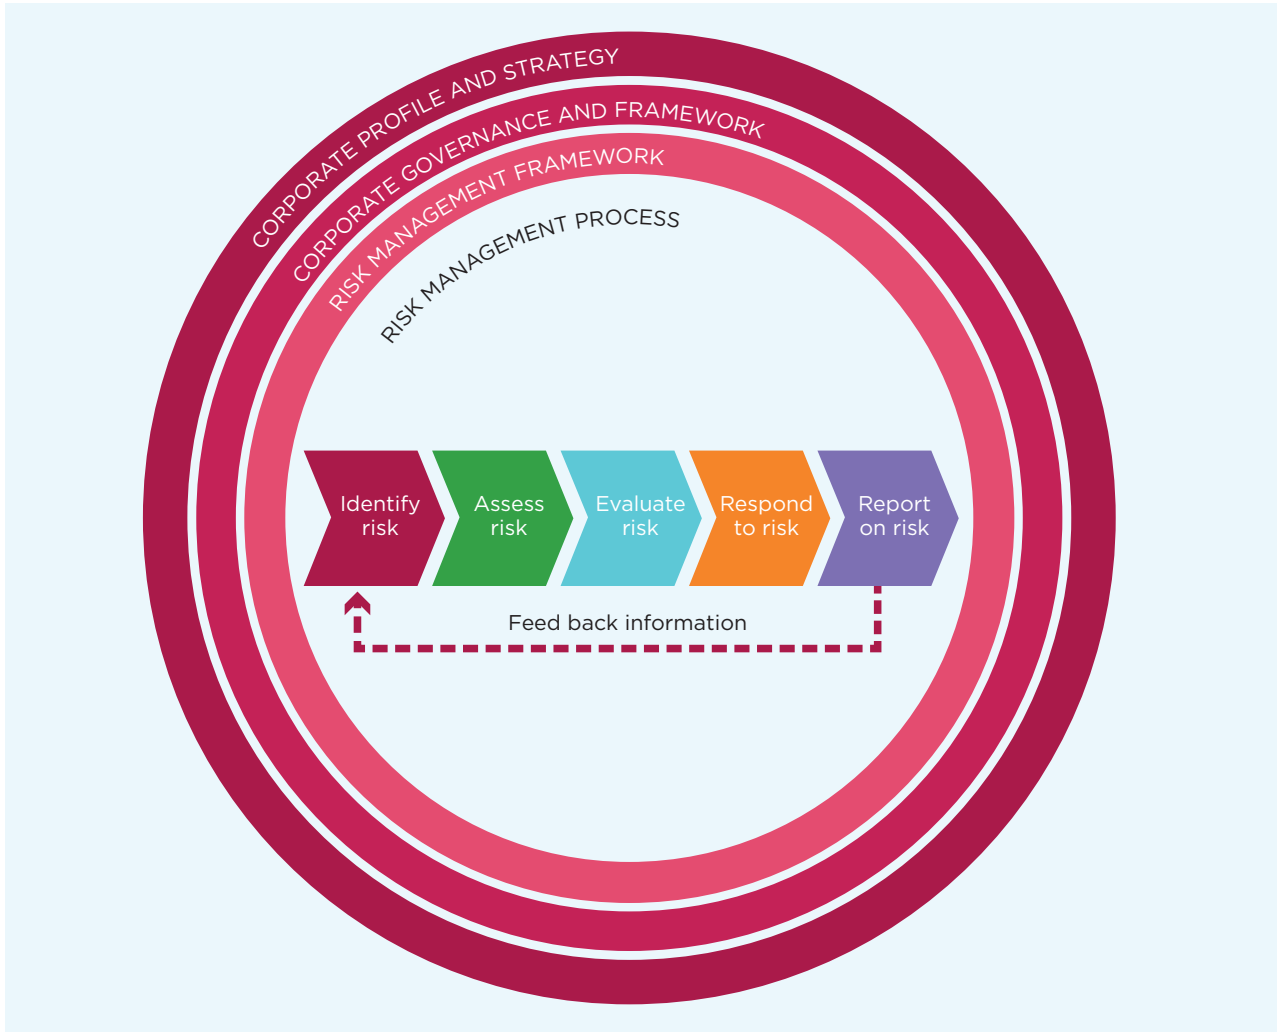 CORPORATE PROFILE AND STRATEGY
CORPORATE GOVERNANCE AND FRAMEWORK
RISK MANAGEMENT FRAMEWORK
RISK MANAGEMENT PROCESS
Identify
risk
Assess
risk
Evaluate
risk
Respond
to risk
Report
on risk
Feed back information